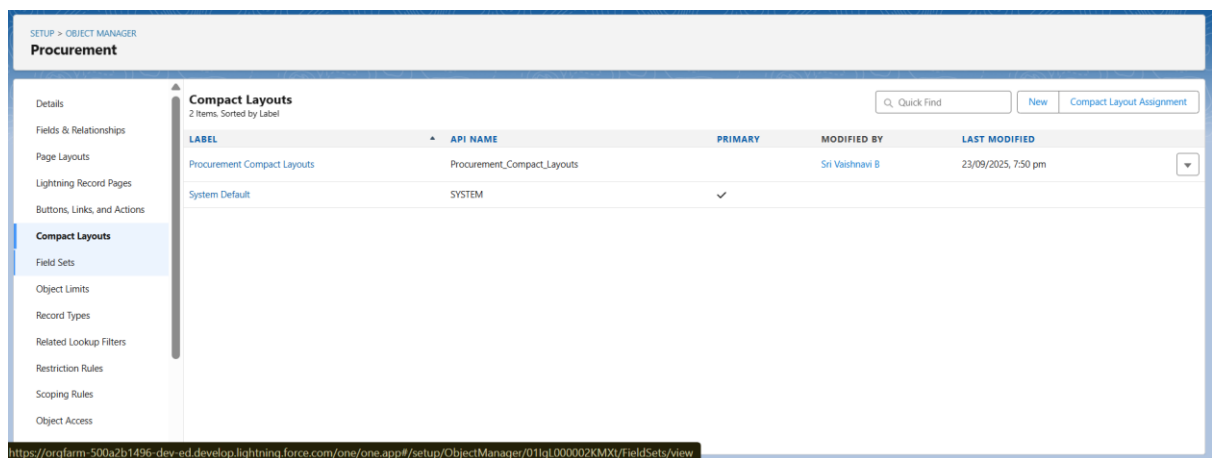 SETUP > OBJECT MANAGER
Procurement
Details
Fields & Relationships
Page Layouts
Lightning Record Pages
Buttons, Links, and Actions
Compact Layouts
Field Sets
Object Limits
Record Types
Related Lookup Filters
Restriction Rules
Scoping Rules
Object Access
Compact Layouts
2 Items. Sorted by Label
Quick Find
New
Compact Layout Assignment
LABEL API NAME PRIMARY MODIFIED BY LAST MODIFIED
Procurement Compact Layouts Procurement_Compact_Layouts Sri Vaishnavi B 23/09/2025, 7:50 pm
System Default SYSTEM
https://orgfarm-500a2b1496-dev-ed.develop.lightning.force.com/one/one.app#/setup/ObjectManager/01IgL000002KMXt/FieldSets/view